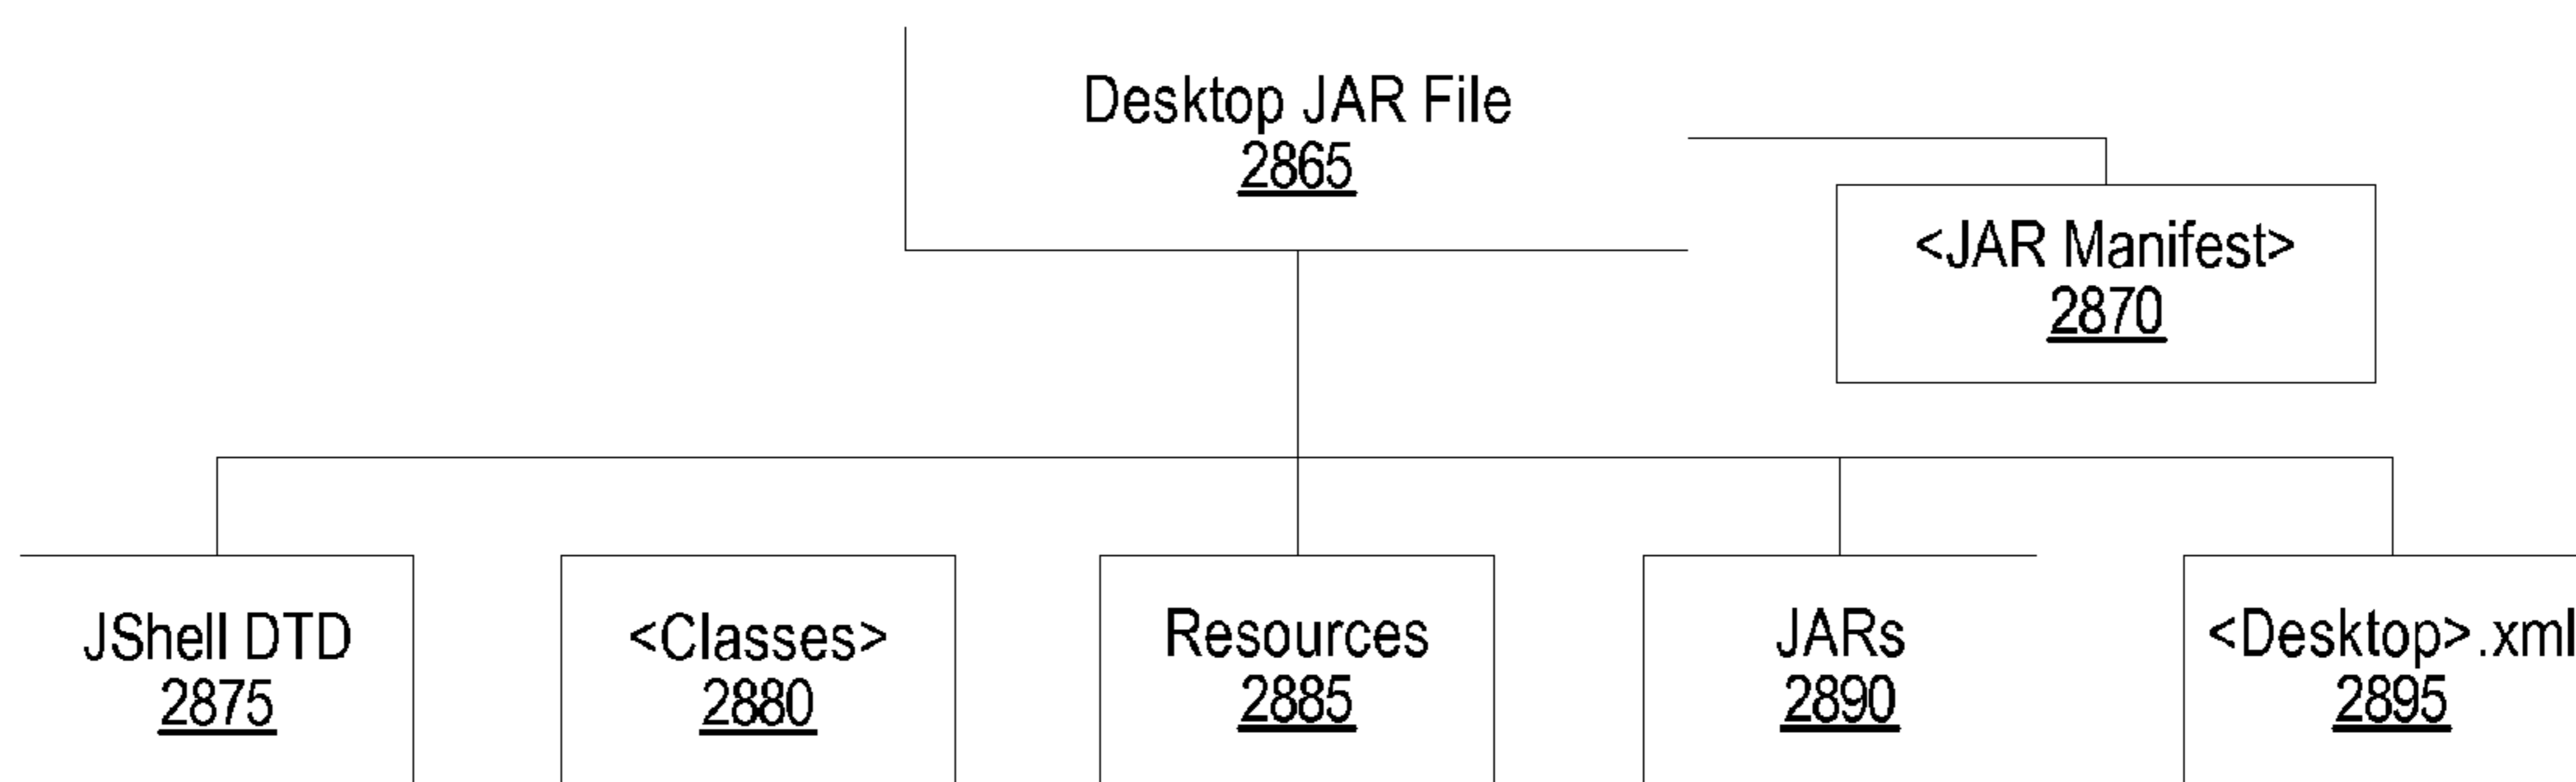 Desktop JAR File
2865
<JAR Manifest>
2870
JShell DTD
2875
<Classes>
2880
Resources
2885
JARs
2890
<Desktop>.xml
2895